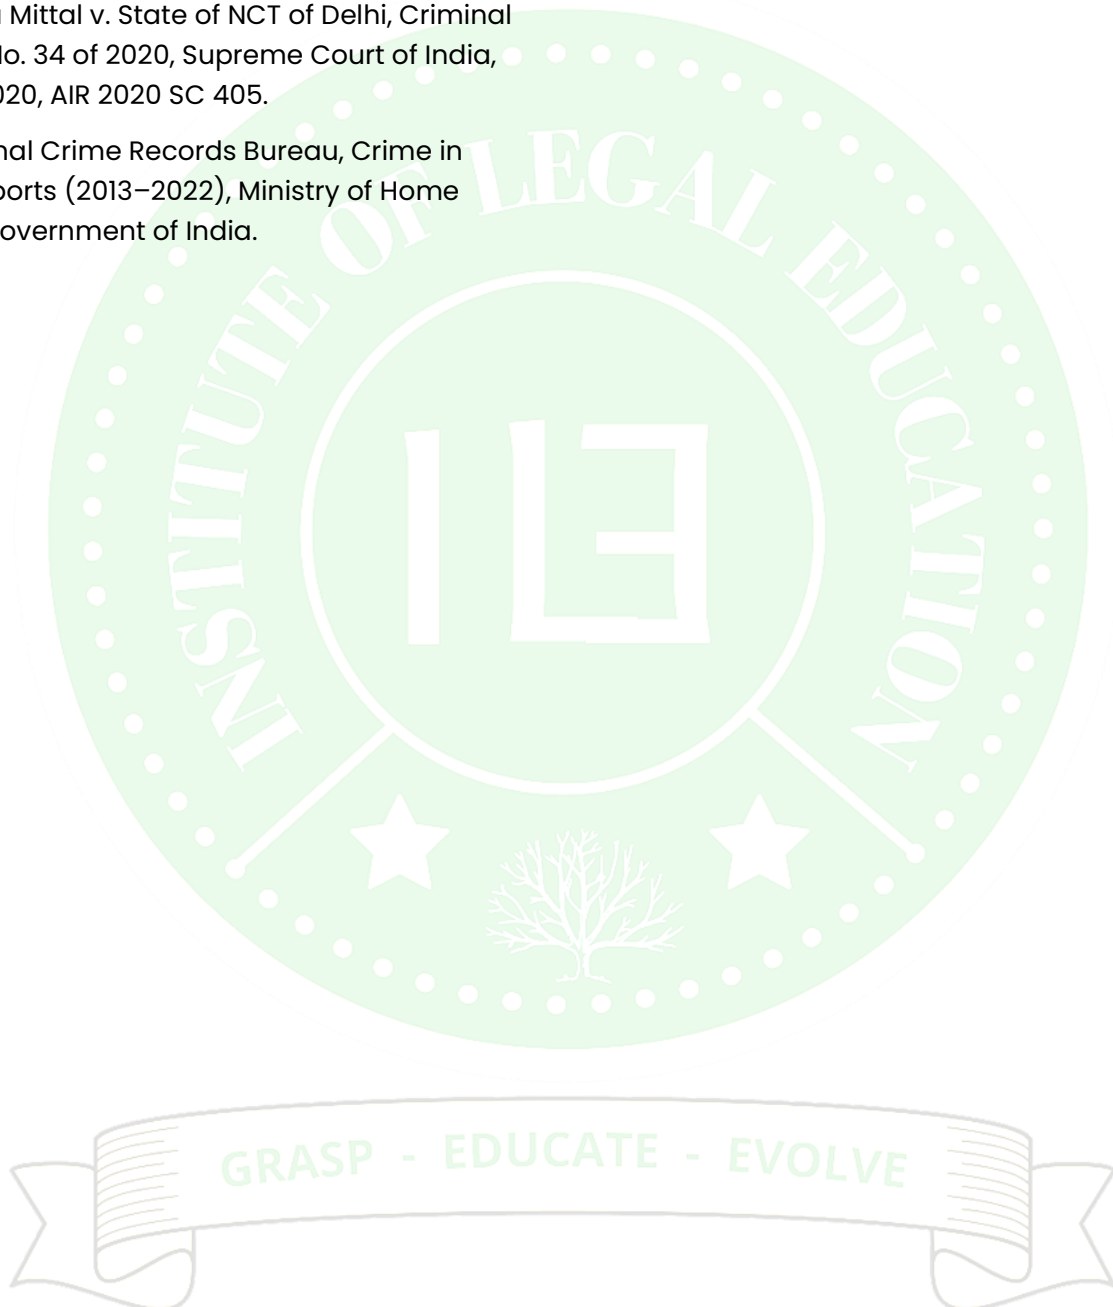 Mittal v. State of NCT of Delhi, Criminal
No. 34 of 2020, Supreme Court of India,
020, AIR 2020 SC 405.
nal Crime Records Bureau, Crime in
ports (2013–2022), Ministry of Home
overnment of India.
INSTITUTE OF LEGAL EDUCATION
ILE
GRASP - EDUCATE - EVOLVE